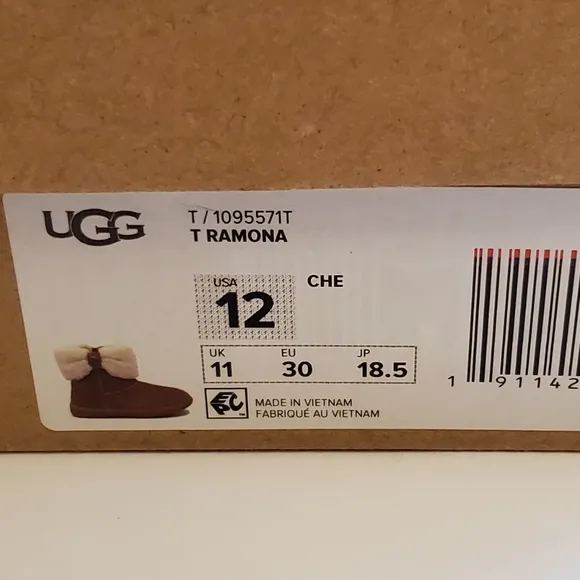 UGG
T / 1095571T
T RAMONA
USA
12
CHE
UK EU JP
11 30 18.5
EPC
MADE IN VIETNAM
FABRIQUÉ AU VIETNAM
1 91142